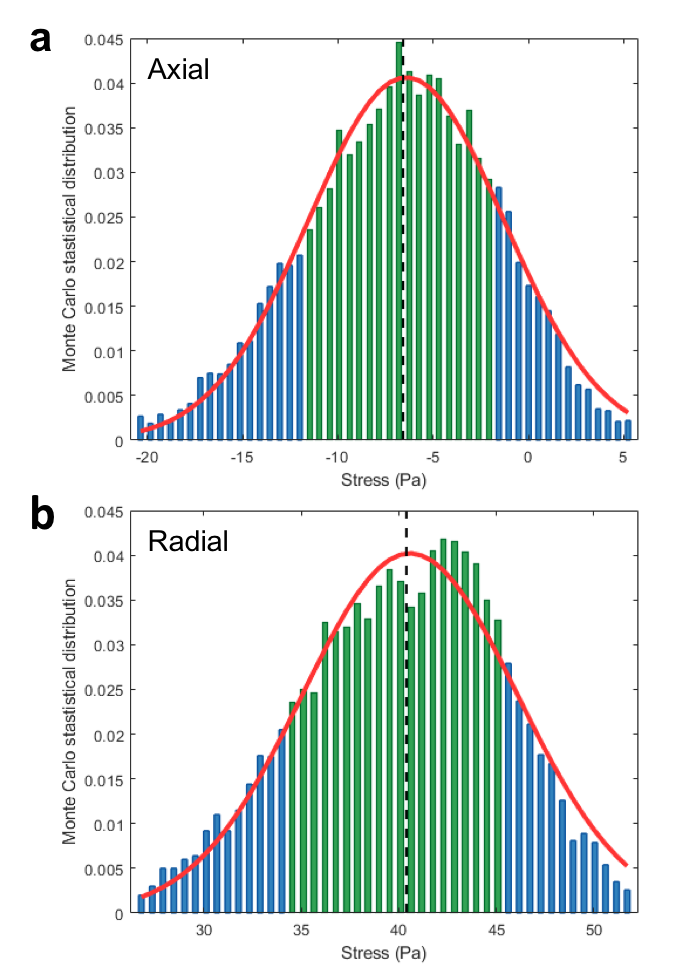 a
Axial
Monte Carlo stastistical distribution
0.045
0.04
0.035
0.03
0.025
0.02
0.015
0.01
0.005
0
-20 -15 -10 -5 0 5
Stress (Pa)
b
Radial
Monte Carlo stastistical distribution
0.045
0.04
0.035
0.03
0.025
0.02
0.015
0.01
0.005
0
30 35 40 45 50
Stress (Pa)